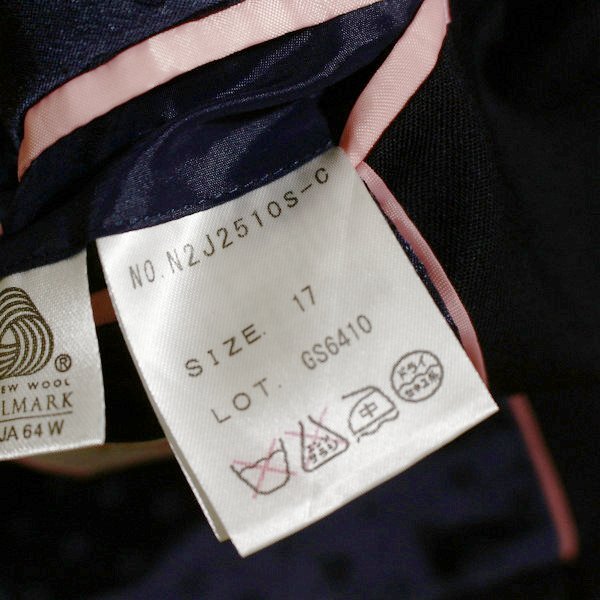 NO.N2J2510S-C
SIZE. 17
LOT. GS6410
中
ドライ
®
EW WOOL
LMARK
JA 64 W